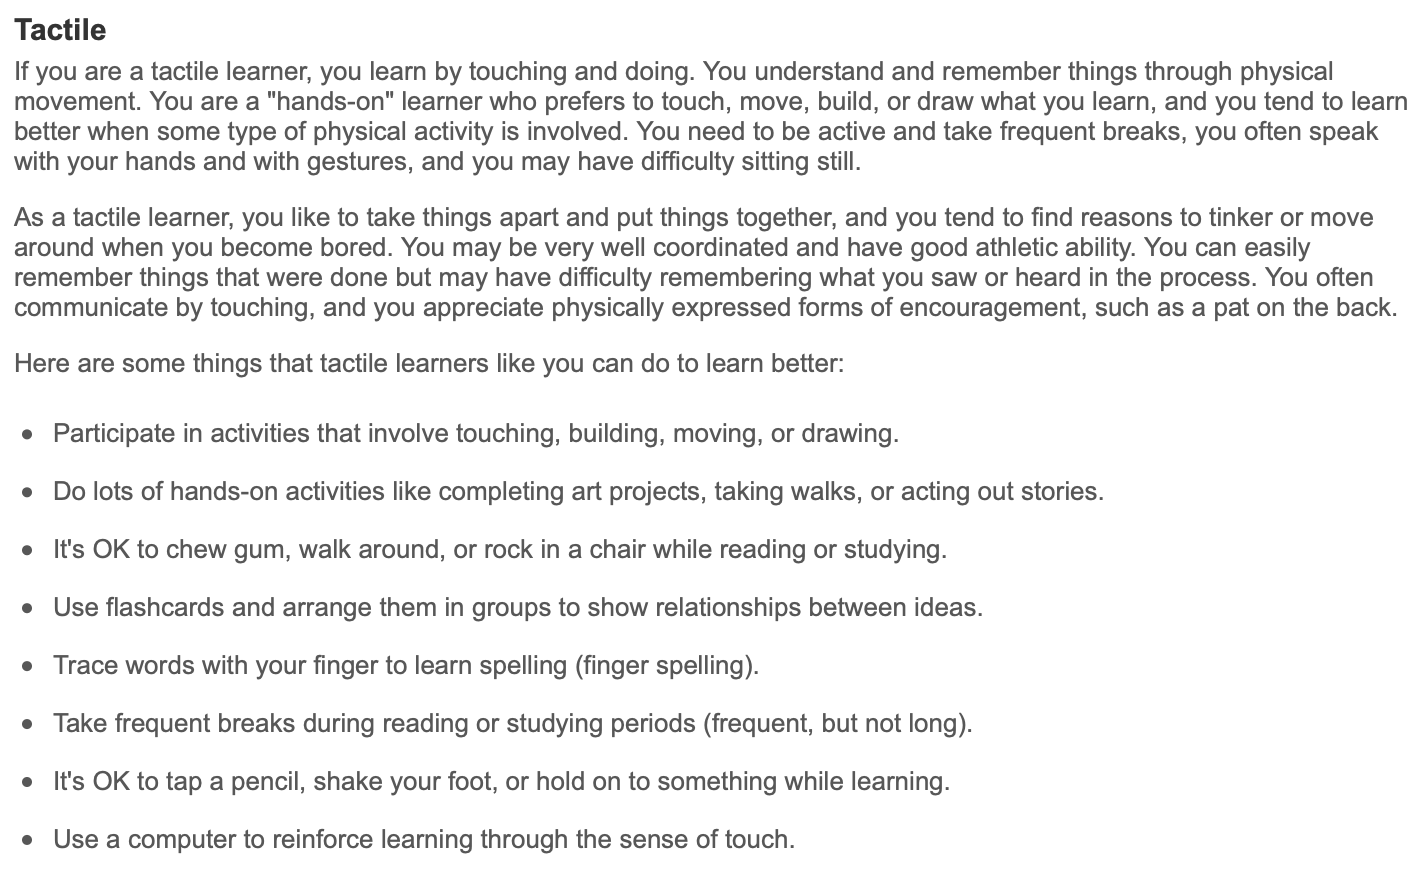 Tactile
If you are a tactile learner, you learn by touching and doing. You understand and remember things through physical
movement. You are a "hands-on" learner who prefers to touch, move, build, or draw what you learn, and you tend to learn
better when some type of physical activity is involved. You need to be active and take frequent breaks, you often speak
with your hands and with gestures, and you may have difficulty sitting still.
As a tactile learner, you like to take things apart and put things together, and you tend to find reasons to tinker or move
around when you become bored. You may be very well coordinated and have good athletic ability. You can easily
remember things that were done but may have difficulty remembering what you saw or heard in the process. You often
communicate by touching, and you appreciate physically expressed forms of encouragement, such as a pat on the back.
Here are some things that tactile learners like you can do to learn better:
• Participate in activities that involve touching, building, moving, or drawing.
• Do lots of hands-on activities like completing art projects, taking walks, or acting out stories.
• It's OK to chew gum, walk around, or rock in a chair while reading or studying.
• Use flashcards and arrange them in groups to show relationships between ideas.
• Trace words with your finger to learn spelling (finger spelling).
• Take frequent breaks during reading or studying periods (frequent, but not long).
• It's OK to tap a pencil, shake your foot, or hold on to something while learning.
• Use a computer to reinforce learning through the sense of touch.